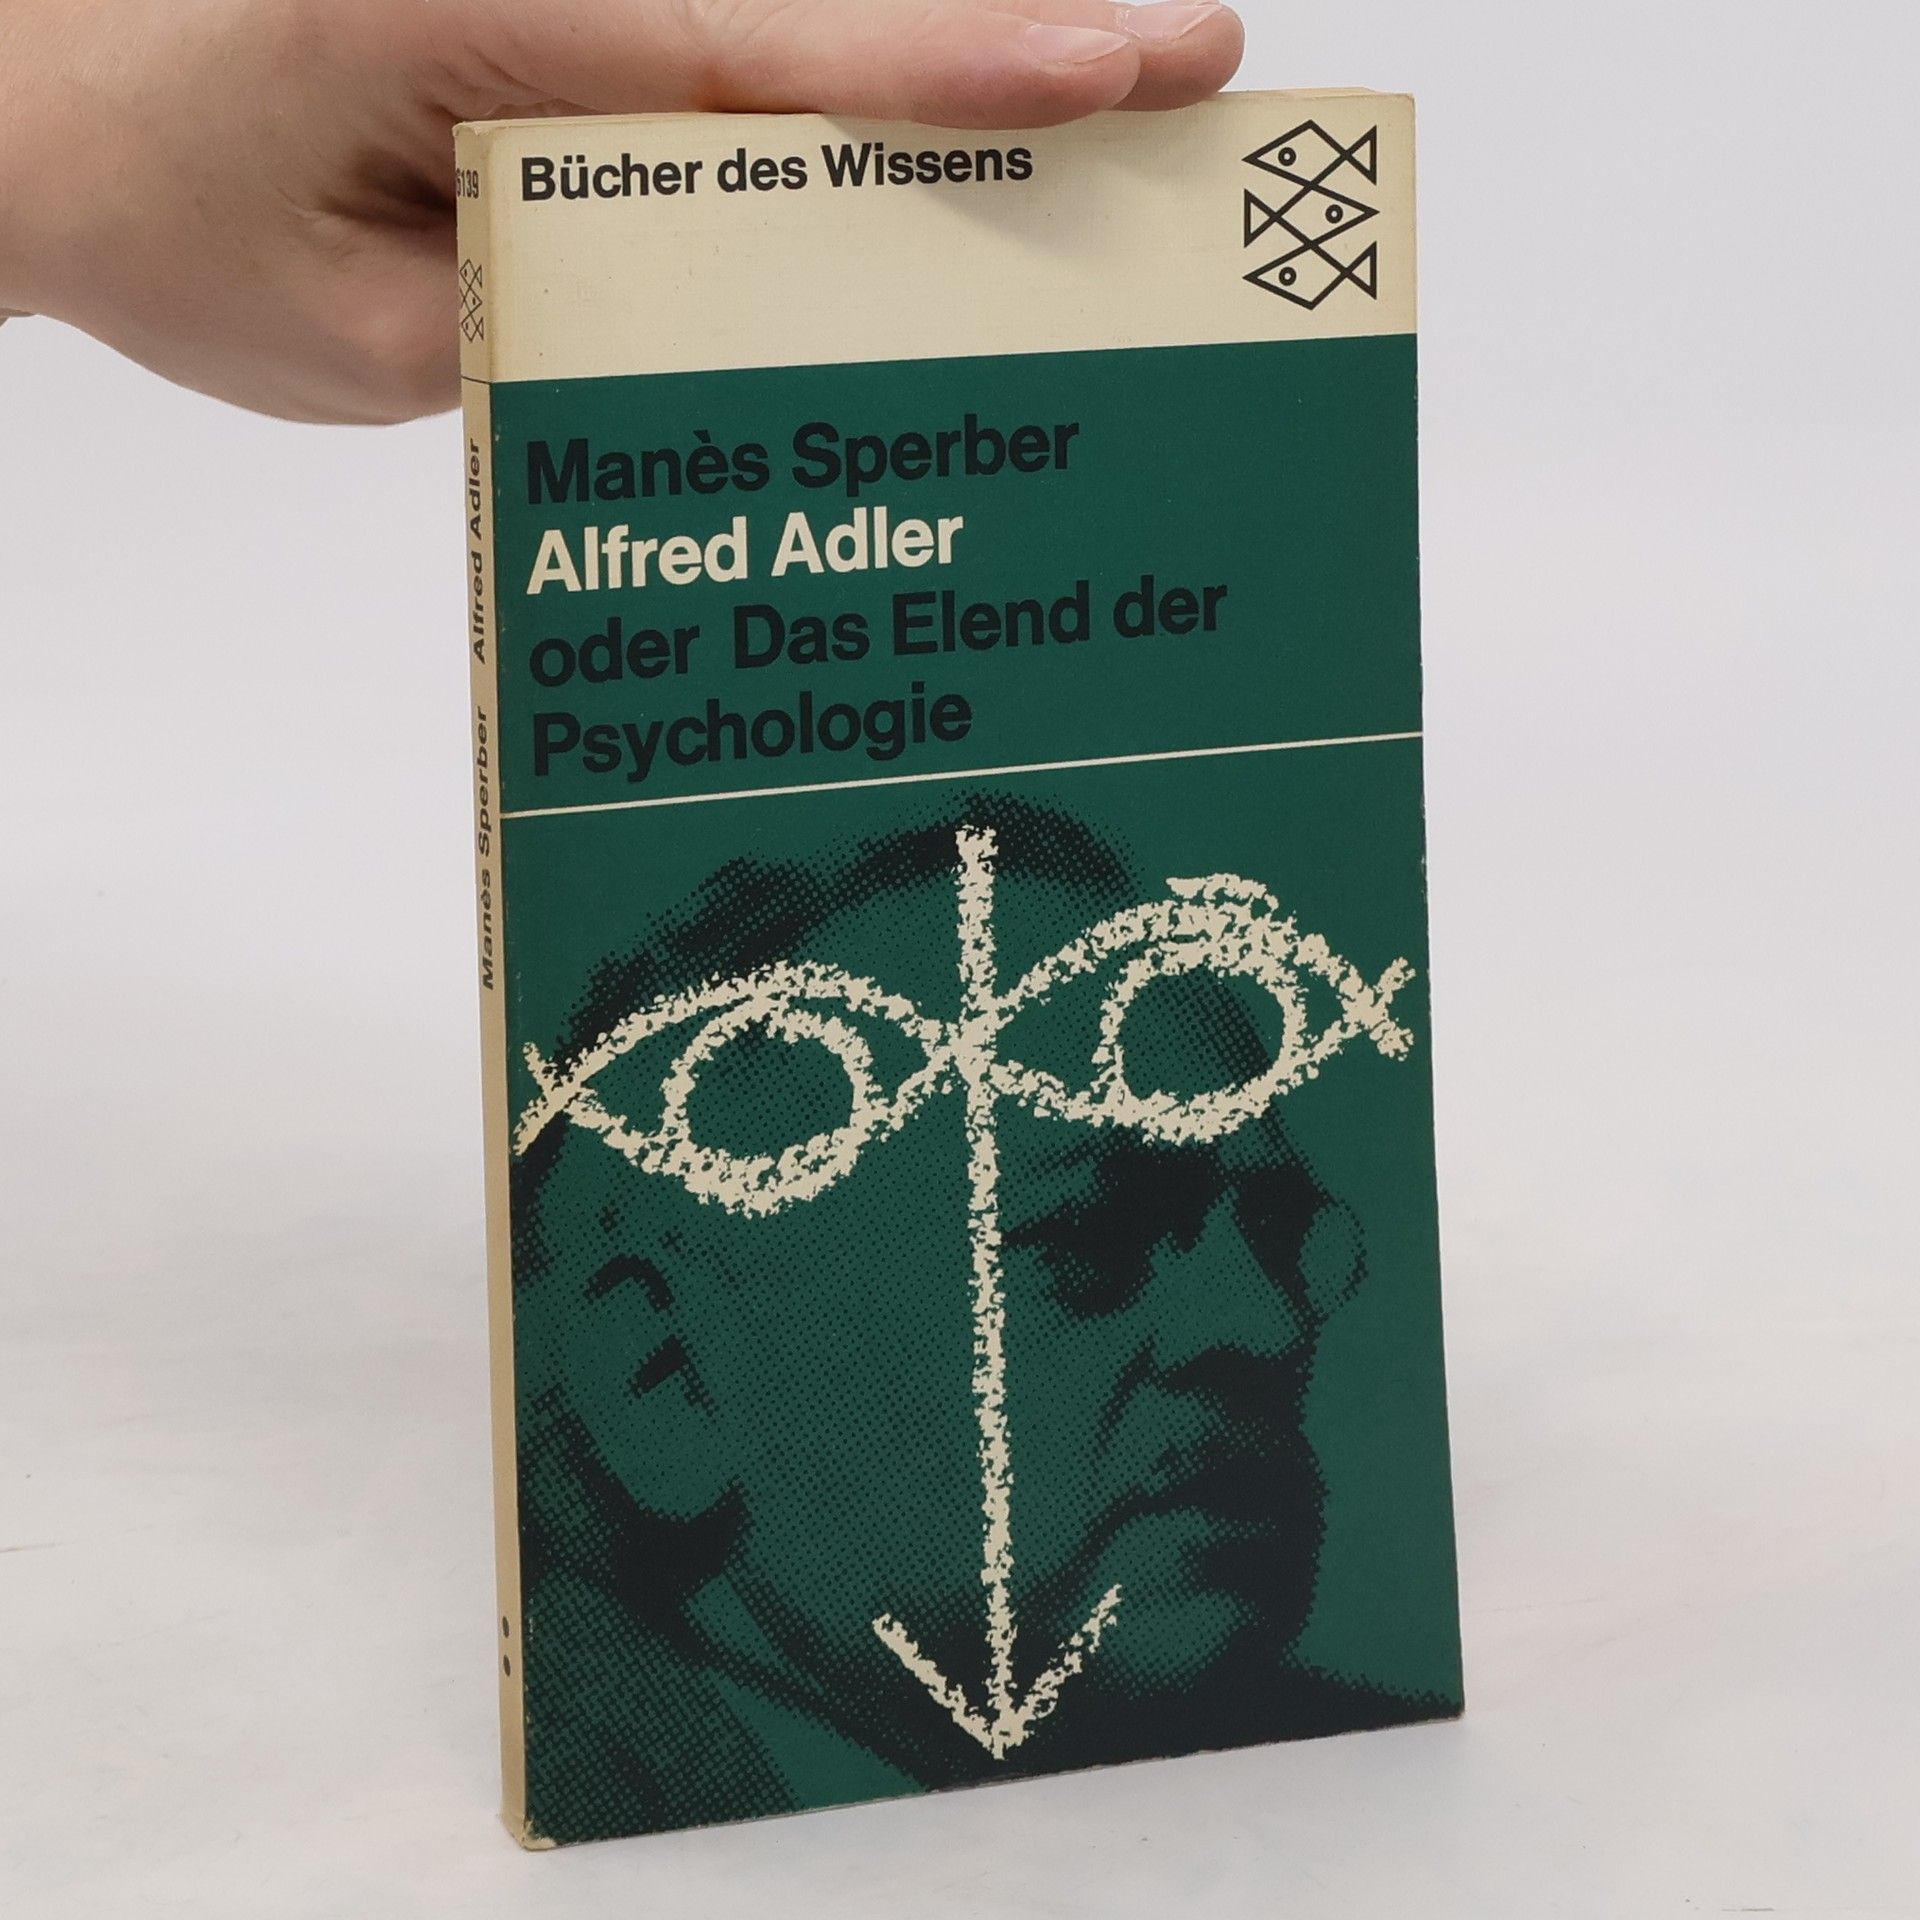 Bücher des Wissens
Manès Sperber
Alfred Adler
oder Das Elend der
Psychologie
6139
Manès Sperber Alfred Adler